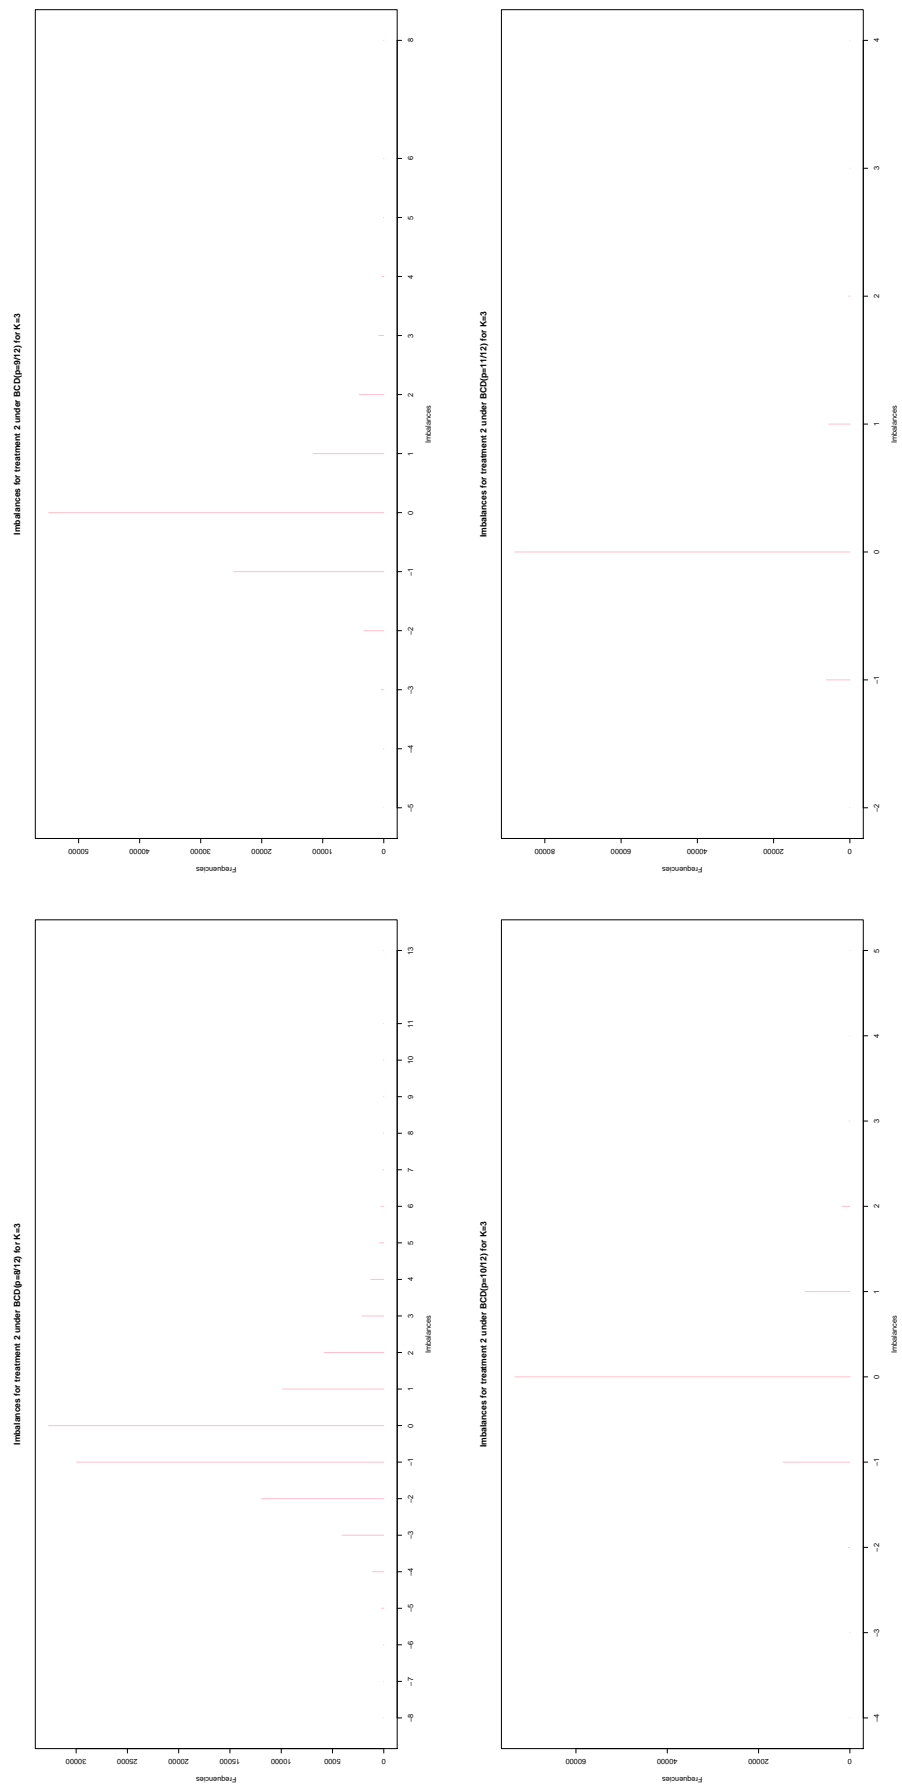 Imbalances for treatment 2 under BCD(p=8/12) for K=3
Frequencies
30000
25000
20000
15000
10000
5000
0
−8 −7 −6 −5 −4 −3 −2 −1 0 1 2 3 4 5 6 7 8 9 10 11 13
Imbalances
Imbalances for treatment 2 under BCD(p=9/12) for K=3
Frequencies
50000
40000
30000
20000
10000
0
−5 −4 −3 −2 −1 0 1 2 3 4 5 6 8
Imbalances
Imbalances for treatment 2 under BCD(p=10/12) for K=3
Frequencies
60000
40000
20000
0
−4 −3 −2 −1 0 1 2 3 4 5
Imbalances
Imbalances for treatment 2 under BCD(p=11/12) for K=3
Frequencies
80000
60000
40000
20000
0
−2 −1 0 1 2 3 4
Imbalances